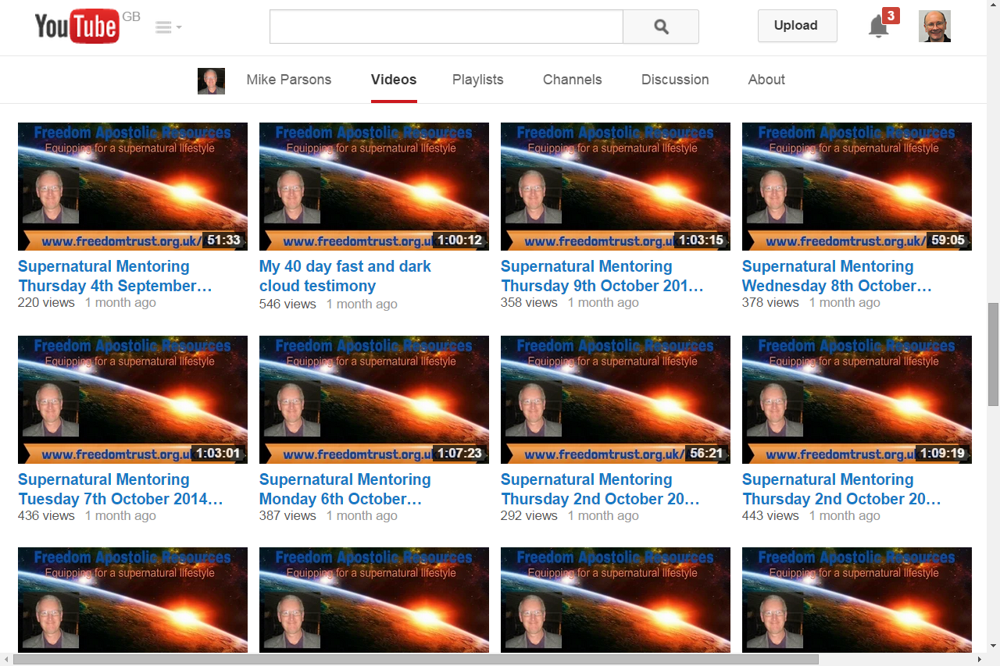 YouTube GB
Upload
3
Mike Parsons Videos Playlists Channels Discussion About
Freedom Apostolic Resources
Equipping for a supernatural lifestyle
www.freedomtrust.org.uk/ 51:33
Supernatural Mentoring
Thursday 4th September...
220 views 1 month ago
Freedom Apostolic Resources
Equipping for a supernatural lifestyle
www.freedomtrust.org.uk 1:00:12
My 40 day fast and dark
cloud testimony
546 views 1 month ago
Freedom Apostolic Resources
Equipping for a supernatural lifestyle
www.freedomtrust.org.uk 1:03:15
Supernatural Mentoring
Thursday 9th October 201...
358 views 1 month ago
Freedom Apostolic Resources
Equipping for a supernatural lifestyle
www.freedomtrust.org.uk/ 59:05
Supernatural Mentoring
Wednesday 8th October...
378 views 1 month ago
Freedom Apostolic Resources
Equipping for a supernatural lifestyle
www.freedomtrust.org.uk 1:03:01
Supernatural Mentoring
Tuesday 7th October 2014...
436 views 1 month ago
Freedom Apostolic Resources
Equipping for a supernatural lifestyle
www.freedomtrust.org.uk 1:07:23
Supernatural Mentoring
Monday 6th October...
387 views 1 month ago
Freedom Apostolic Resources
Equipping for a supernatural lifestyle
www.freedomtrust.org.uk/ 56:21
Supernatural Mentoring
Thursday 2nd October 20...
292 views 1 month ago
Freedom Apostolic Resources
Equipping for a supernatural lifestyle
www.freedomtrust.org.uk 1:09:19
Supernatural Mentoring
Thursday 2nd October 20...
443 views 1 month ago
Freedom Apostolic Resources
Equipping for a supernatural lifestyle
Freedom Apostolic Resources
Equipping for a supernatural lifestyle
Freedom Apostolic Resources
Equipping for a supernatural lifestyle
Freedom Apostolic Resources
Equipping for a supernatural lifestyle